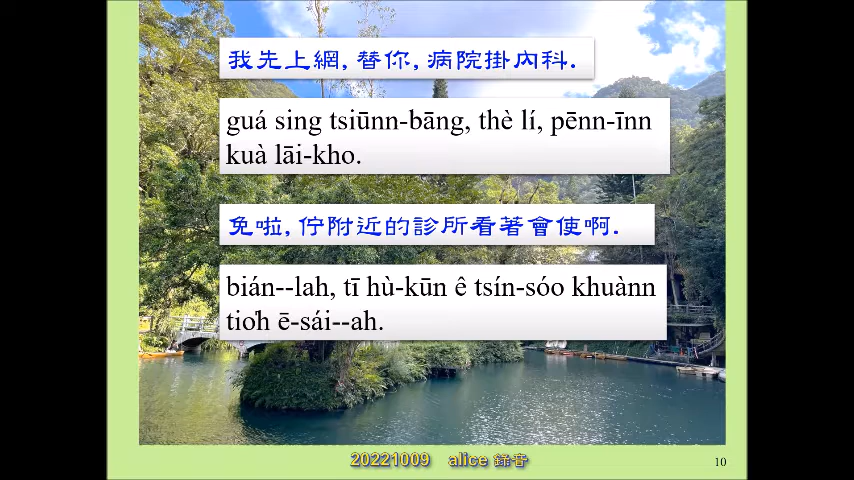 我先上網, 替你, 病院掛內科.
guá sing tsiūnn-bāng, thè lí, pēnn-īnn
kuà lāi-kho.
免啦, 佇附近的診所看著會使啊.
bián--lah, tī hù-kūn ê tsín-sóo khuànn
tio̍h ē-sái--ah.
20221009 alice 錄音
10